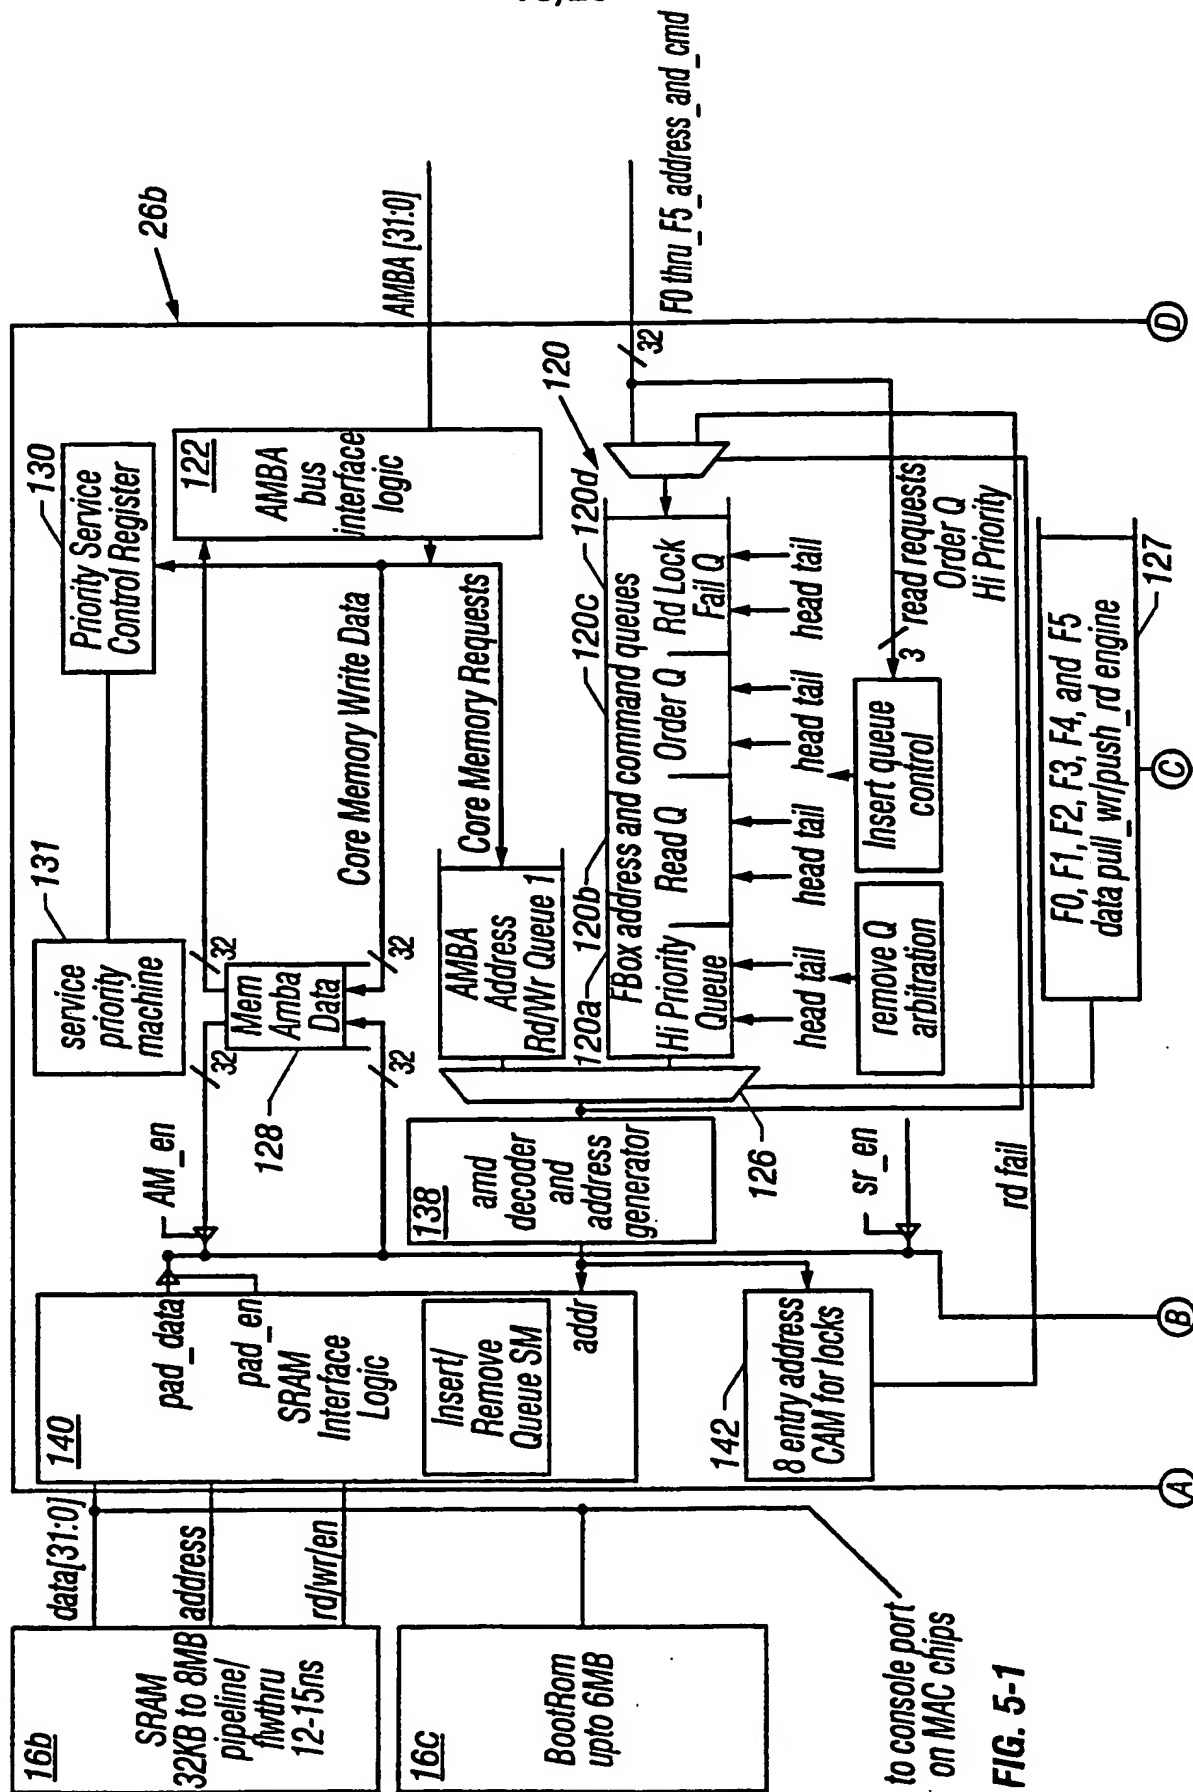 26b
AMBA [31:0]
F0 thru_F5_address_and_cmd
130
Priority Service
Control Register
122
AMBA
bus
interface
logic
131
service
priority
machine
Core Memory Write Data
Core Memory Requests
32
32
32
32
Mem
Amba
Data
128
AM_en
AMBA
Address
Rd/Wr Queue 1
120
120a
120b
120c
120d
FBox address and command queues
Hi Priority
Queue
Read Q
Order Q
Rd Lock
Fail Q
head tail
head tail
head tail
head tail
32
3
read requests
Order Q
Hi Priority
remove Q
arbitration
Insert queue
control
F0, F1, F2, F3, F4, and F5
data pull_wr/push_rd engine
127
126
138
amd
decoder
and
address
generator
sr_en
rd fail
140
pad_data
pad_en
SRAM
Interface
Logic
Insert/
Remove
Queue SM
addr
142
8 entry address
CAM for locks
data[31:0]
address
rd/wr/en
16b
SRAM
32KB to 8MB
pipeline/
flwthru
12-15ns
16c
BootRom
upto 6MB
to console port
on MAC chips
A
B
C
D
FIG. 5-1